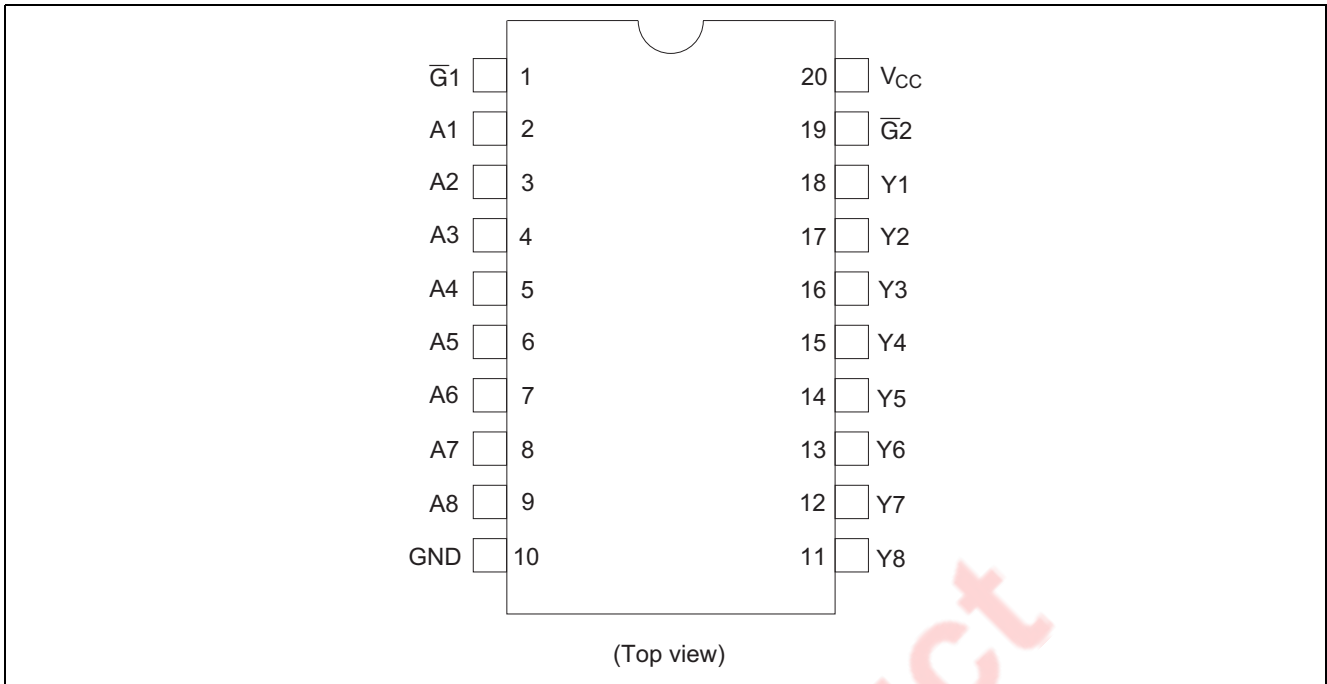 G̅1 1 20 VCC
A1 2 19 G̅2
A2 3 18 Y1
A3 4 17 Y2
A4 5 16 Y3
A5 6 15 Y4
A6 7 14 Y5
A7 8 13 Y6
A8 9 12 Y7
GND 10 11 Y8
(Top view)